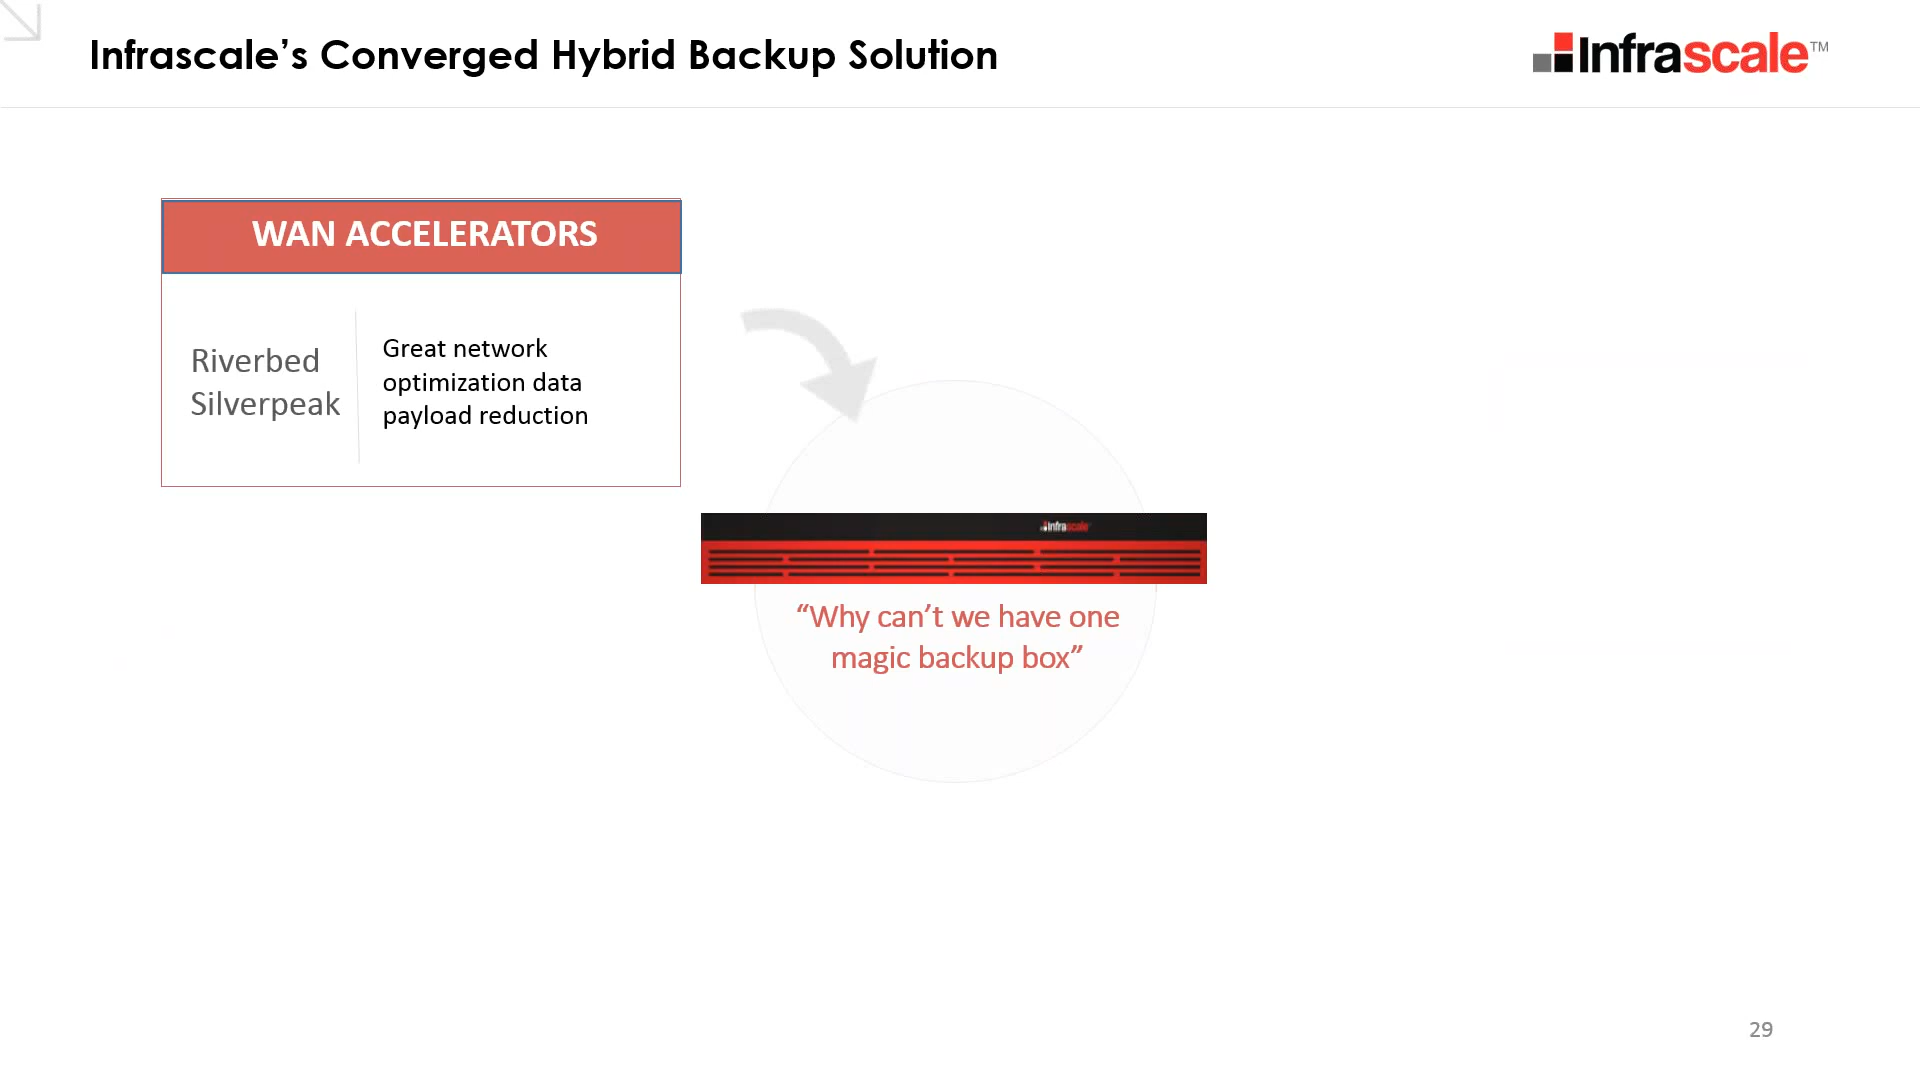 Infrascale’s Converged Hybrid Backup Solution
Infrascale™
WAN ACCELERATORS
Riverbed
Silverpeak
Great network
optimization data
payload reduction
Infrascale
“Why can’t we have one
magic backup box”
29